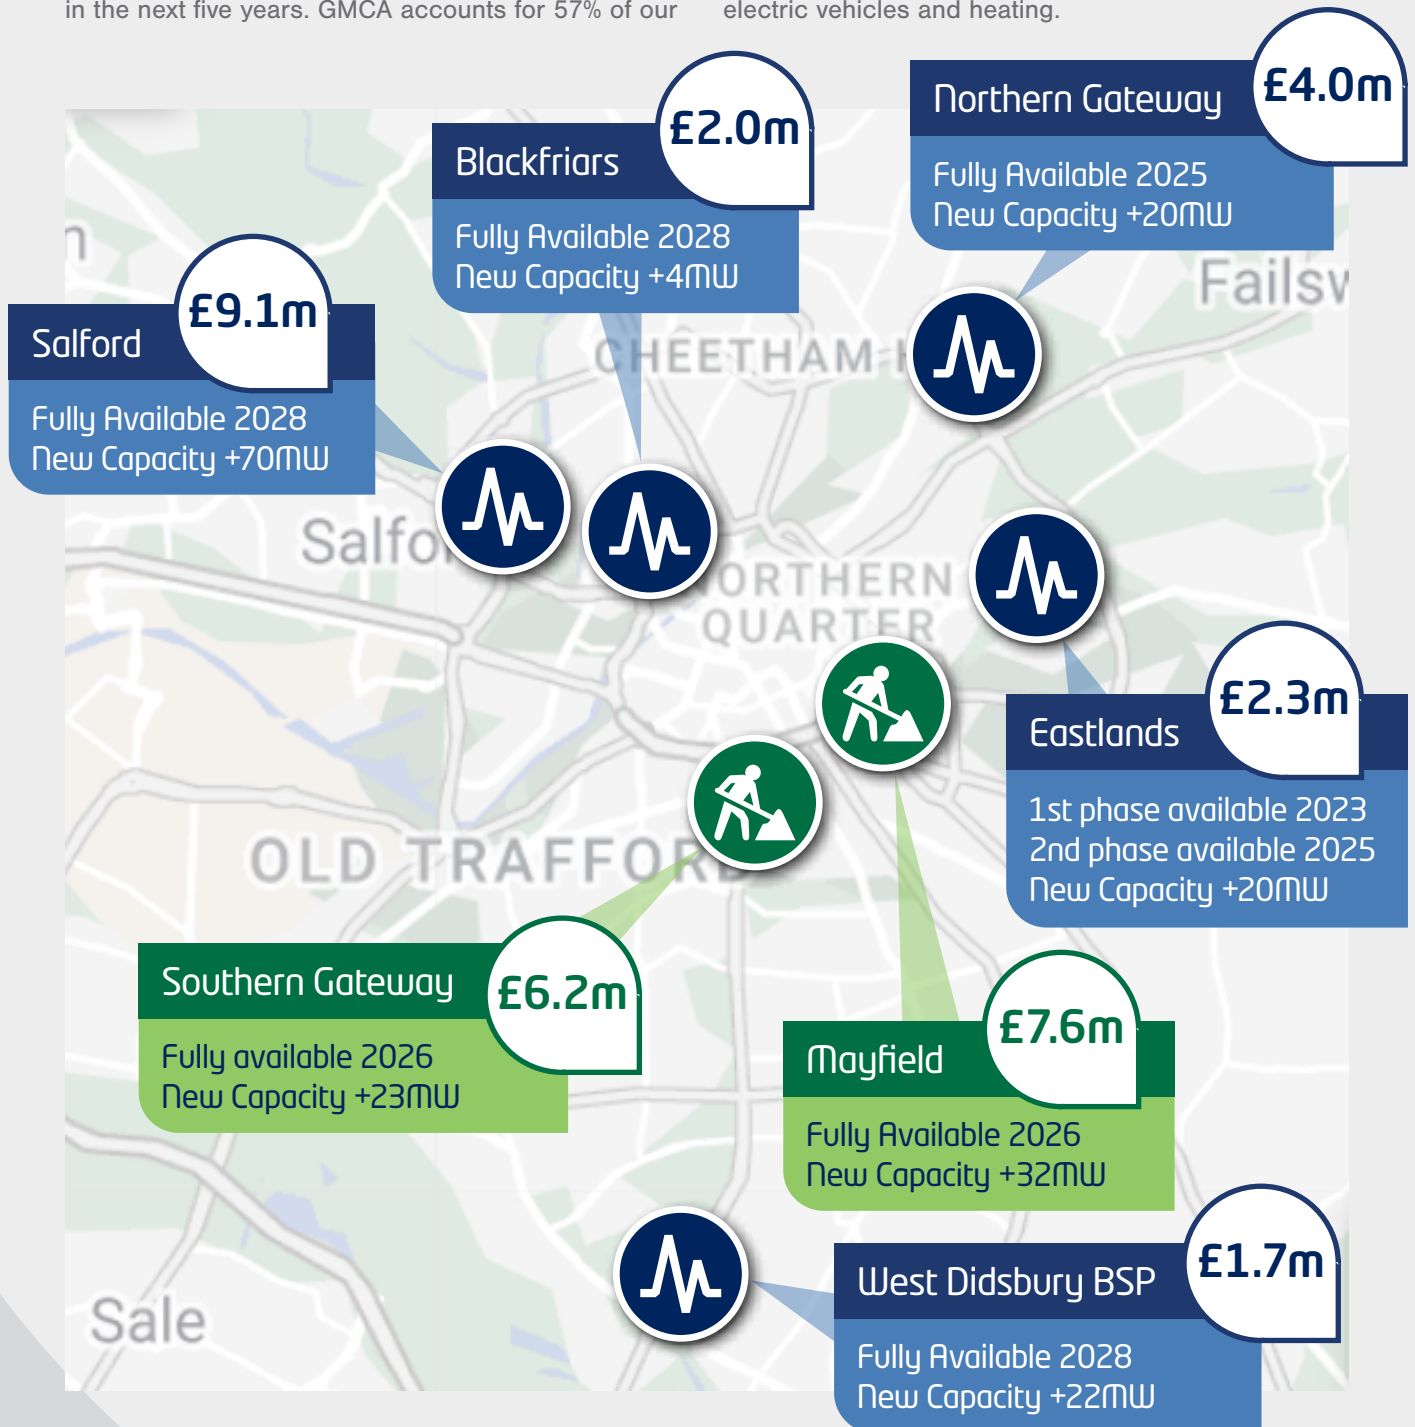 in the next five years. GMCA accounts for 57% of our
electric vehicles and heating.
Northern Gateway
£4.0m
Fully Available 2025
New Capacity +20MW
Blackfriars
£2.0m
Fully Available 2028
New Capacity +4MW
Salford
£9.1m
Fully Available 2028
New Capacity +70MW
Failsw
CHEETHAM H
Salfo
ORTHERN
QUARTER
Eastlands
£2.3m
1st phase available 2023
2nd phase available 2025
New Capacity +20MW
OLD TRAFFORD
Southern Gateway
£6.2m
Fully available 2026
New Capacity +23MW
Mayfield
£7.6m
Fully Available 2026
New Capacity +32MW
West Didsbury BSP
£1.7m
Fully Available 2028
New Capacity +22MW
Sale